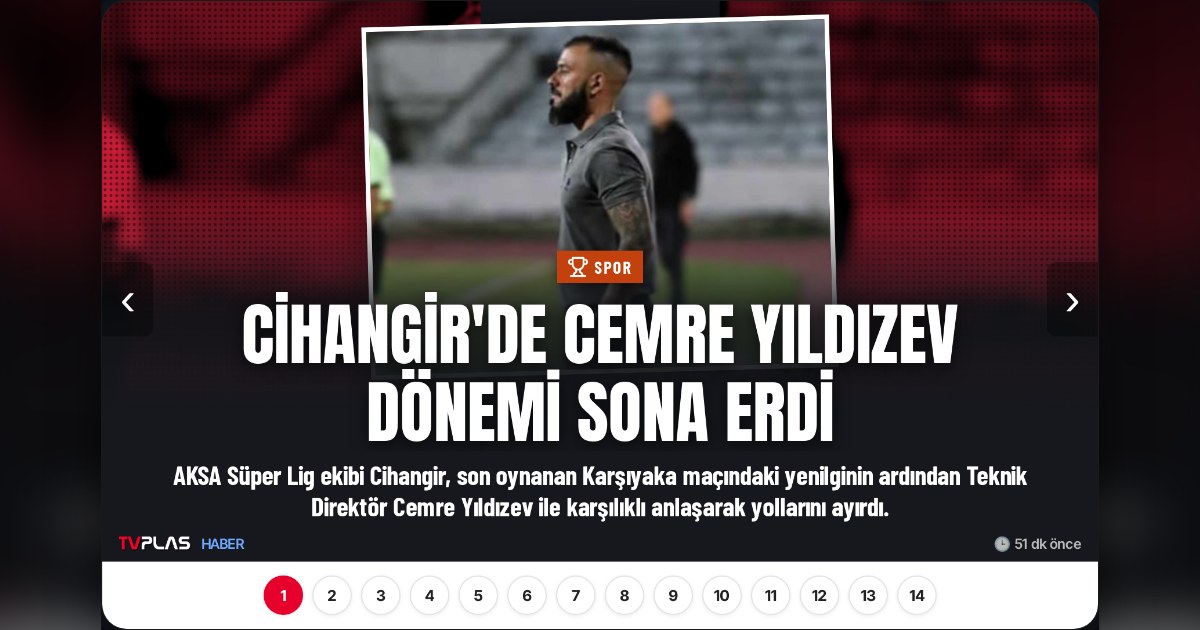 SPOR
CİHANGİR'DE CEMRE YILDIZEV
DÖNEMİ SONA ERDİ
AKSA Süper Lig ekibi Cihangir, son oynanan Karşıyaka maçındaki yenilginin ardından Teknik
Direktör Cemre Yıldızev ile karşılıklı anlaşarak yollarını ayırdı.
TVPLAS HABER
51 dk önce
1 2 3 4 5 6 7 8 9 10 11 12 13 14